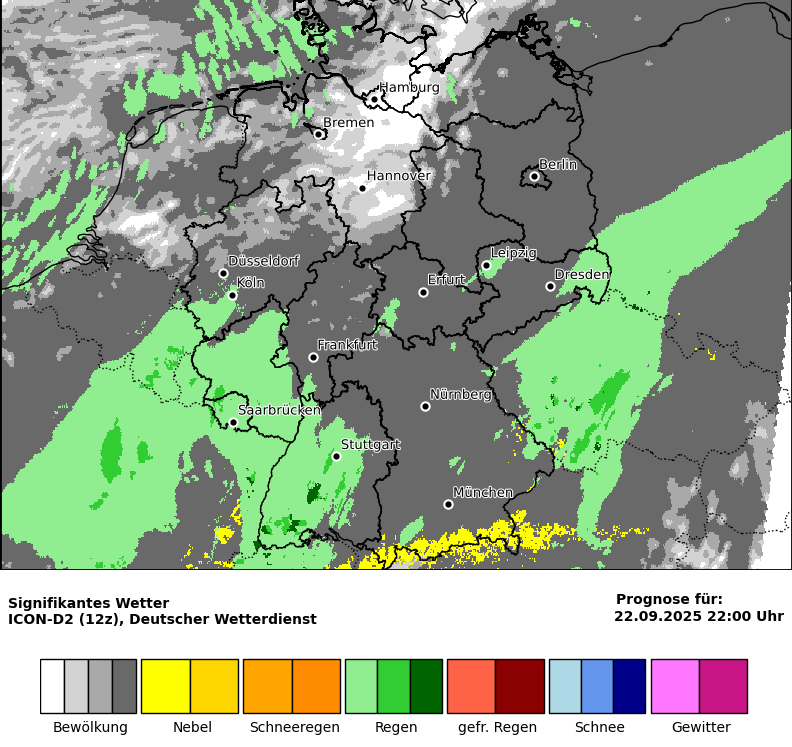 Hamburg
Bremen
Berlin
Hannover
Leipzig
Düsseldorf
Dresden
Köln
Erfurt
Frankfurt
Nürnberg
Saarbrücken
Stuttgart
München
Signifikantes Wetter
ICON-D2 (12z), Deutscher Wetterdienst
Prognose für:
22.09.2025 22:00 Uhr
Bewölkung Nebel Schneeregen Regen gefr. Regen Schnee Gewitter